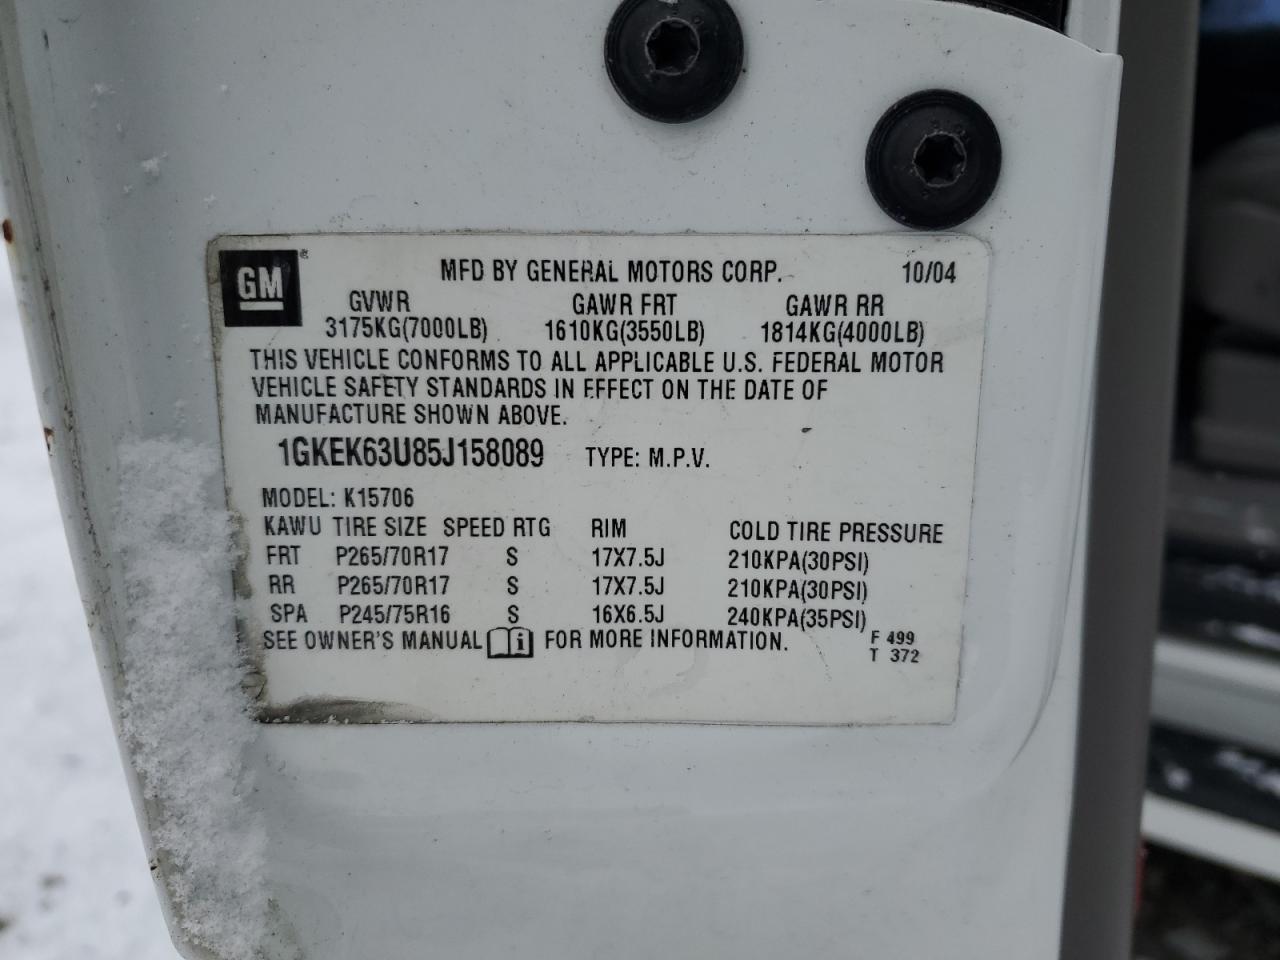 GM
MFD BY GENERAL MOTORS CORP. 10/04
GVWR GAWR FRT GAWR RR
3175KG(7000LB) 1610KG(3550LB) 1814KG(4000LB)
THIS VEHICLE CONFORMS TO ALL APPLICABLE U.S. FEDERAL MOTOR
VEHICLE SAFETY STANDARDS IN EFFECT ON THE DATE OF
MANUFACTURE SHOWN ABOVE.
1GKEK63U85J158089 TYPE: M.P.V.
MODEL: K15706
KAWU TIRE SIZE SPEED RTG RIM COLD TIRE PRESSURE
FRT P265/70R17 S 17X7.5J 210KPA(30PSI)
RR P265/70R17 S 17X7.5J 210KPA(30PSI)
SPA P245/75R16 S 16X6.5J 240KPA(35PSI)
SEE OWNER'S MANUAL i FOR MORE INFORMATION.
F 499
T 372